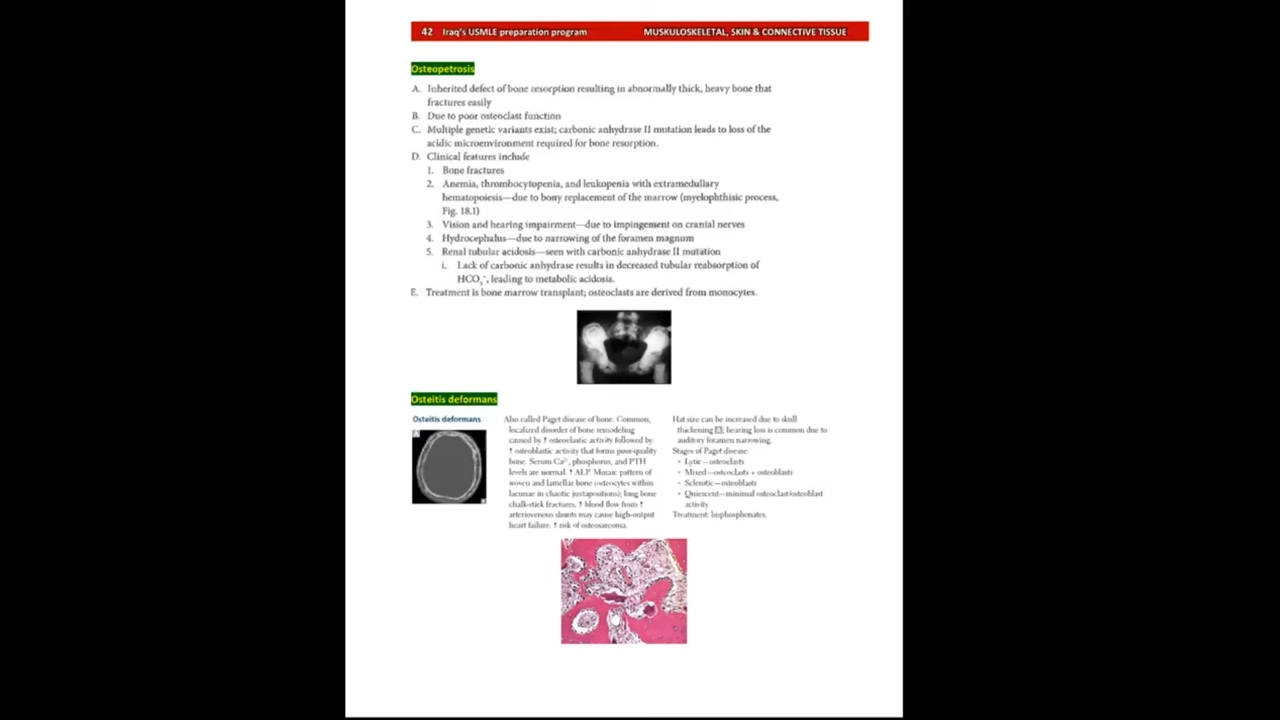 42 Iraq's USMLE preparation program MUSKULOSKELETAL, SKIN & CONNECTIVE TISSUE
Osteopetrosis
A. Inherited defect of bone resorption resulting in abnormally thick, heavy bone that
fractures easily
B. Due to poor osteoclast function
C. Multiple genetic variants exist; carbonic anhydrase II mutation leads to loss of the
acidic microenvironment required for bone resorption.
D. Clinical features include
1. Bone fractures
2. Anemia, thrombocytopenia, and leukopenia with extramedullary
hematopoiesis—due to bony replacement of the marrow (myelophthisic process,
Fig. 18.1)
3. Vision and hearing impairment—due to impingement on cranial nerves
4. Hydrocephalus—due to narrowing of the foramen magnum
5. Renal tubular acidosis—seen with carbonic anhydrase II mutation
i. Lack of carbonic anhydrase results in decreased tubular reabsorption of
HCO₃⁻, leading to metabolic acidosis.
E. Treatment is bone marrow transplant; osteoclasts are derived from monocytes.
Osteitis deformans
Osteitis deformans
Also called Paget disease of bone. Common,
localized disorder of bone remodeling
caused by ↑ osteoclastic activity followed by
↑ osteoblastic activity that forms poor-quality
bone. Serum Ca²⁺, phosphorus, and PTH
levels are normal. ↑ ALP. Mosaic pattern of
woven and lamellar bone (osteocytes within
lacunae in chaotic juxtapositions); long bone
chalk-stick fractures. ↑ blood flow from ↑
arteriovenous shunts may cause high-output
heart failure. ↑ risk of osteosarcoma.
Hat size can be increased due to skull
thickening A; hearing loss is common due to
auditory foramen narrowing.
Stages of Paget disease:
• Lytic—osteoclasts
• Mixed—osteoclasts + osteoblasts
• Sclerotic—osteoblasts
• Quiescent—minimal osteoclast/osteoblast
activity
Treatment: bisphosphonates.